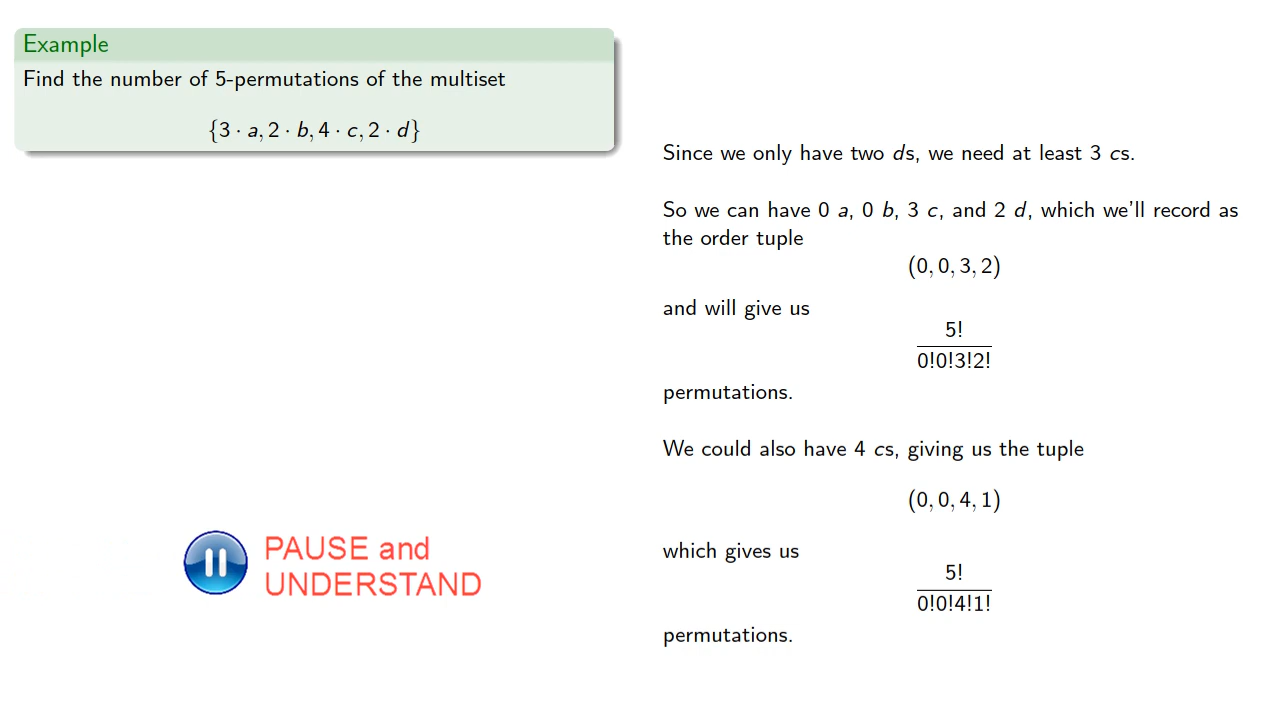 Example
Find the number of 5-permutations of the multiset
{3 · a, 2 · b, 4 · c, 2 · d}
Since we only have two ds, we need at least 3 cs.
So we can have 0 a, 0 b, 3 c, and 2 d, which we'll record as
the order tuple
(0, 0, 3, 2)
and will give us
5!
0!0!3!2!
permutations.
We could also have 4 cs, giving us the tuple
(0, 0, 4, 1)
which gives us
5!
0!0!4!1!
permutations.
PAUSE and
UNDERSTAND